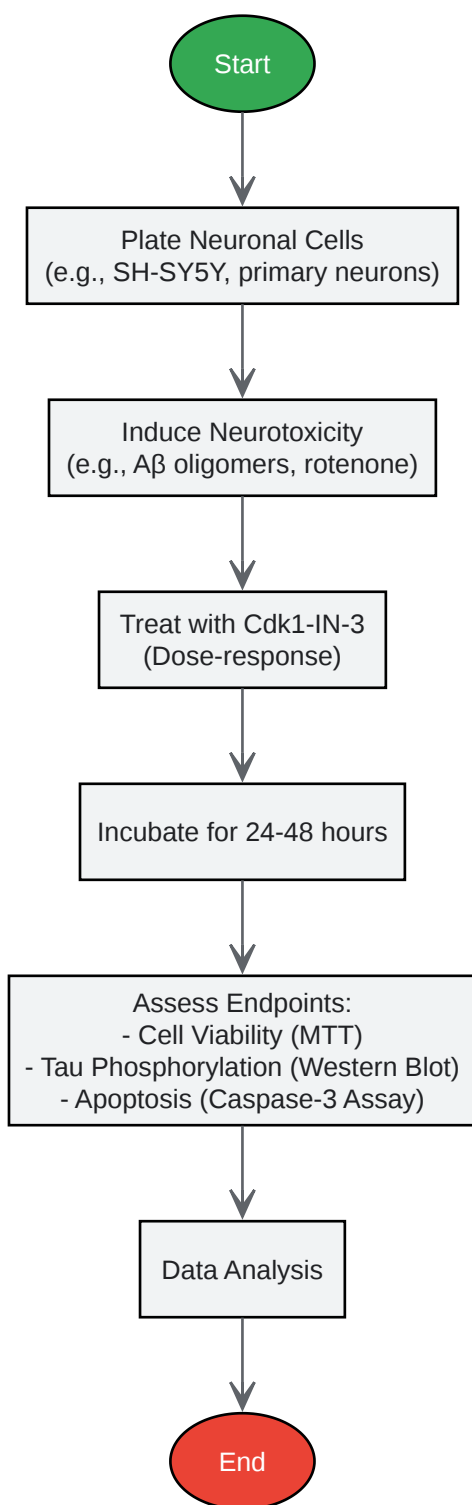 Start
Plate Neuronal Cells
(e.g., SH-SY5Y, primary neurons)
Induce Neurotoxicity
(e.g., Aβ oligomers, rotenone)
Treat with Cdk1-IN-3
(Dose-response)
Incubate for 24-48 hours
Assess Endpoints:
- Cell Viability (MTT)
- Tau Phosphorylation (Western Blot)
- Apoptosis (Caspase-3 Assay)
Data Analysis
End